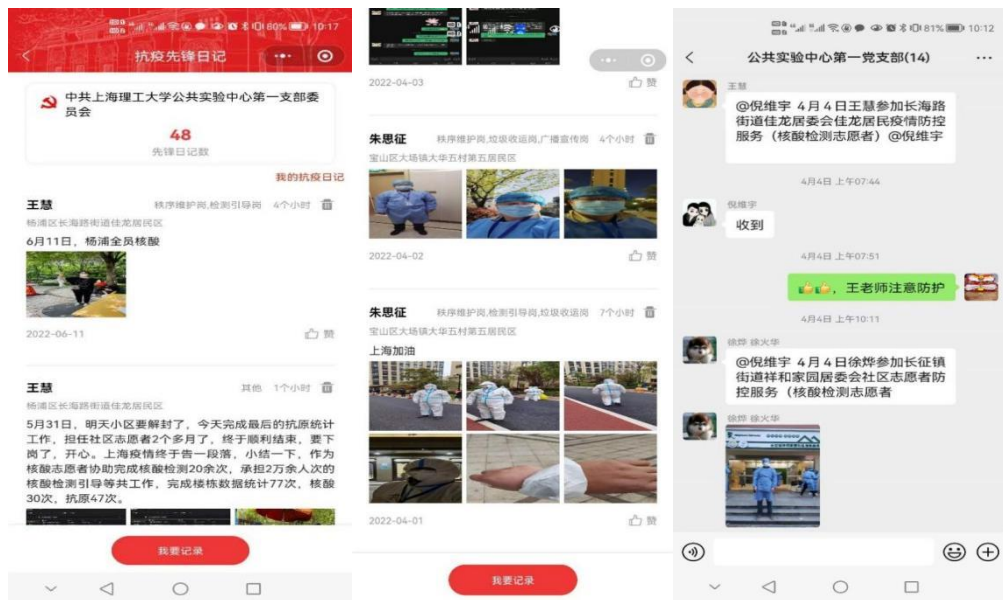 80% 10:17
抗疫先锋日记
中共上海理工大学公共实验中心第一支部委
员会
48
先锋日记数
我的抗疫日记
王慧 秩序维护岗,检测引导岗 4个小时
杨浦区长海路街道佳龙居民区
6月11日，杨浦全员核酸
2022-06-11 赞
王慧 其他 1个小时
杨浦区长海路街道佳龙居民区
5月31日，明天小区要解封了，今天完成最后的抗原统计
工作，担任社区志愿者2个多月了，终于顺利结束，要下
岗了，开心。上海疫情终于告一段落，小结一下，作为
核酸志愿者协助完成核酸检测20余次，承担2万余人次的
核酸检测引导等共工作，完成楼栋数据统计77次，核酸
30次，抗原47次。
我要记录
2022-04-03 赞
朱思征 秩序维护岗,垃圾收运岗,广播宣传岗 4个小时
宝山区大场镇大华五村第五居民区
2022-04-02 赞
朱思征 秩序维护岗,检测引导岗,垃圾收运岗 7个小时
宝山区大场镇大华五村第五居民区
上海加油
2022-04-01 赞
我要记录
81% 10:12
公共实验中心第一党支部(14)
王慧
@倪维宇 4月4日王慧参加长海路
街道佳龙居委会佳龙居民疫情防控
服务（核酸检测志愿者）@倪维宇
4月4日 上午07:44
倪维宇
收到
4月4日 上午07:51
👍👍，王老师注意防护
4月4日 上午10:11
徐烨 徐火华
@倪维宇 4月4日徐烨参加长征镇
街道祥和家园居委会社区志愿者防
控服务（核酸检测志愿者
徐烨 徐火华